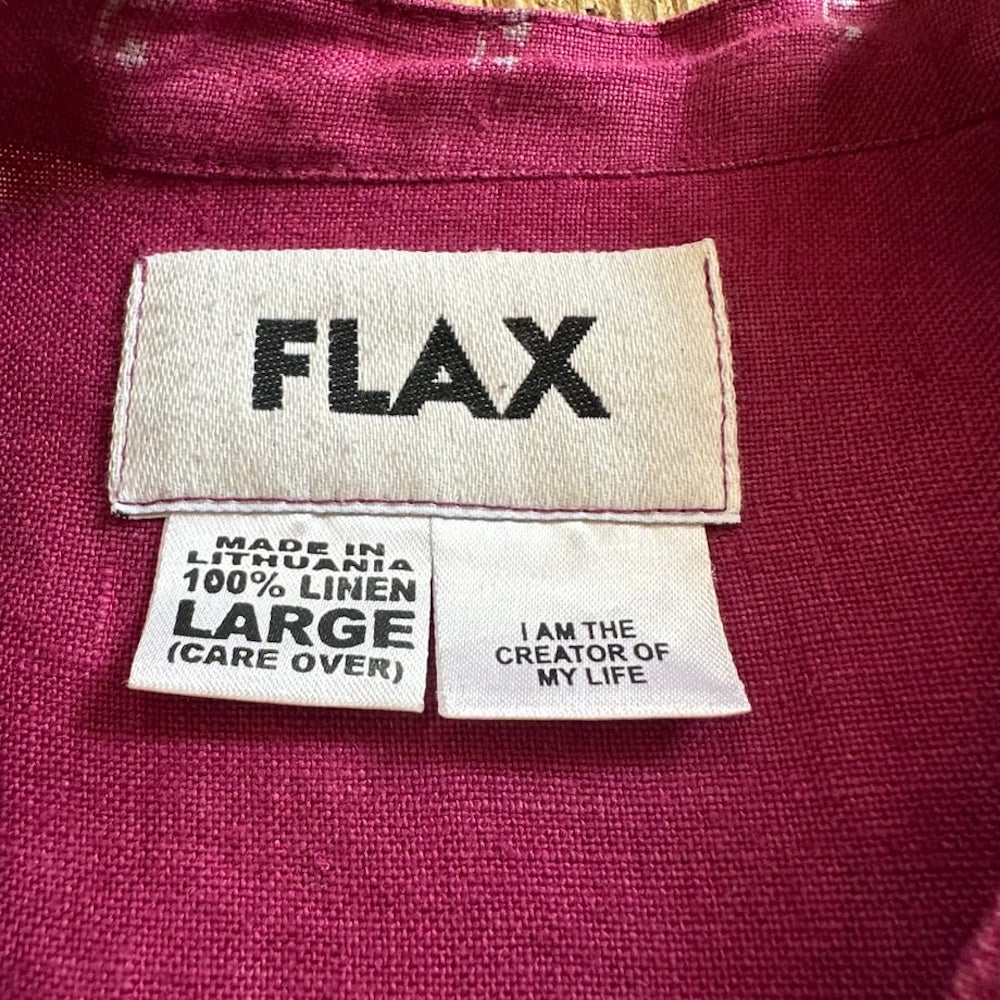 FLAX
MADE IN
LITHUANIA
100% LINEN
LARGE
(CARE OVER)
I AM THE
CREATOR OF
MY LIFE